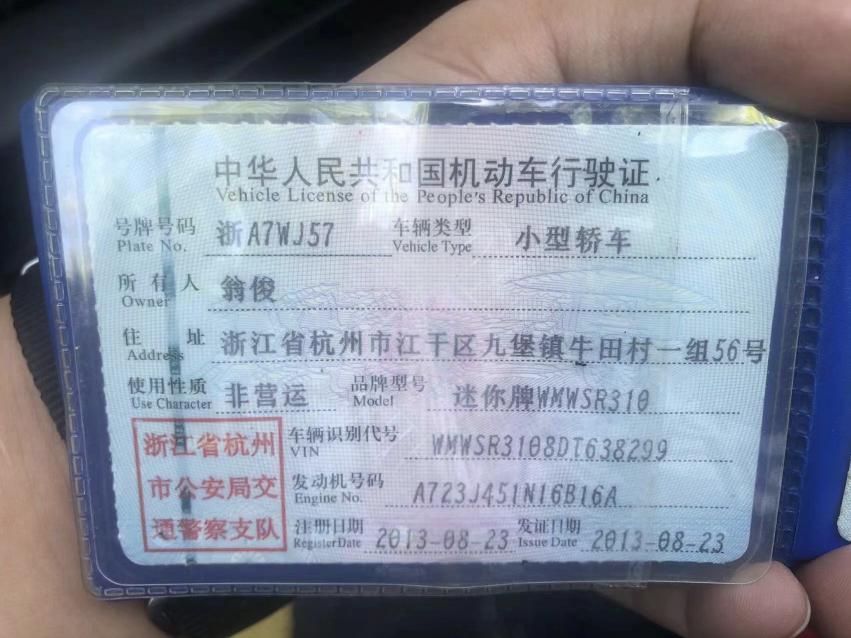 中华人民共和国机动车行驶证
Vehicle License of the People's Republic of China
号牌号码 浙A7WJ57 车辆类型 小型轿车
Plate No. Vehicle Type
所有人 翁俊
Owner
住址 浙江省杭州市江干区九堡镇牛田村一组56号
Address
使用性质 非营运 品牌型号 迷你牌WMWSR310
Use Character Model
浙江省杭州
市公安局交
通警察支队
车辆识别代号 WMWSR3108DT638299
VIN
发动机号码 A723J451N16B16A
Engine No.
注册日期 2013-08-23 发证日期 2013-08-23
Register Date Issue Date